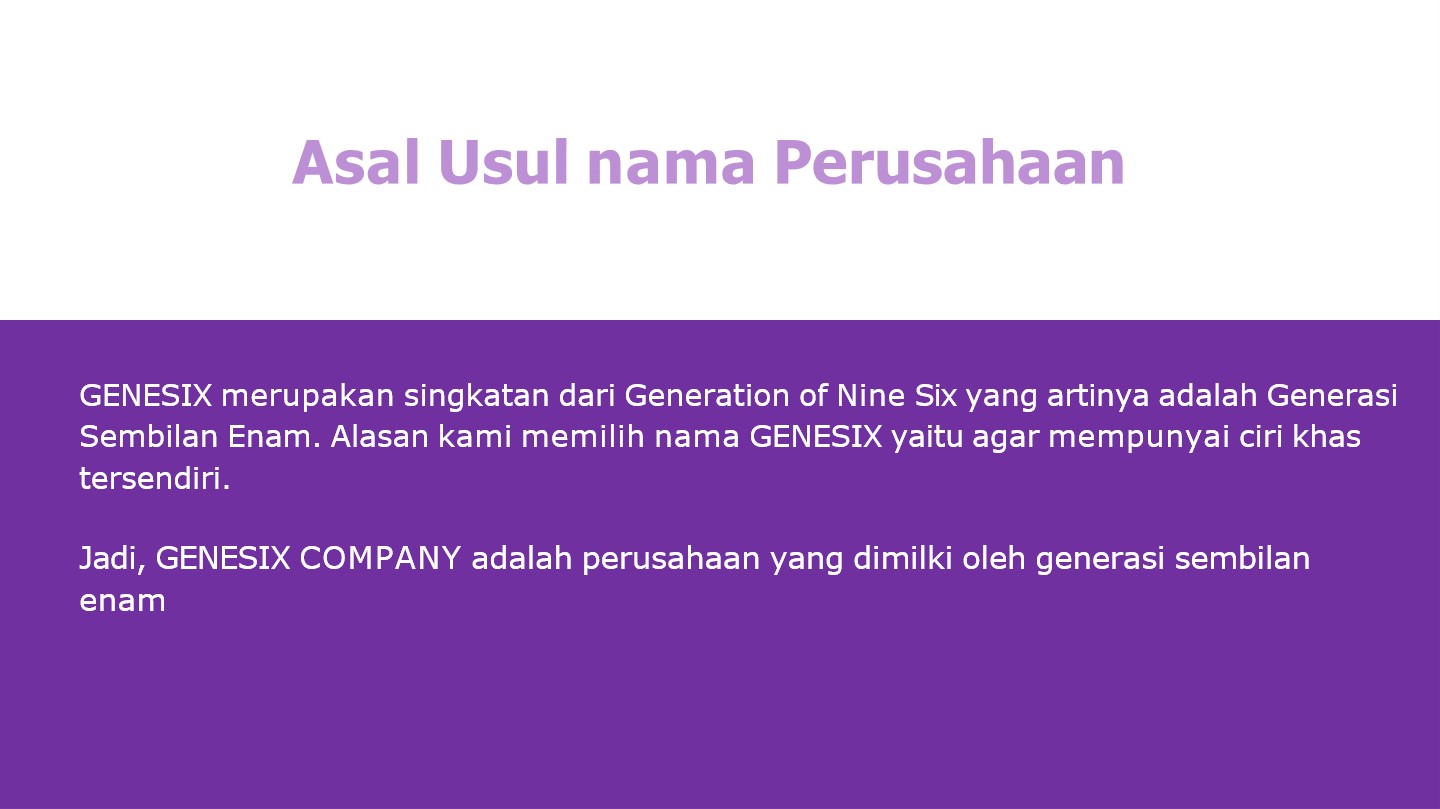 Asal Usul nama Perusahaan
GENESIX merupakan singkatan dari Generation of Nine Six yang artinya adalah Generasi
Sembilan Enam. Alasan kami memilih nama GENESIX yaitu agar mempunyai ciri khas
tersendiri.
Jadi, GENESIX COMPANY adalah perusahaan yang dimilki oleh generasi sembilan
enam